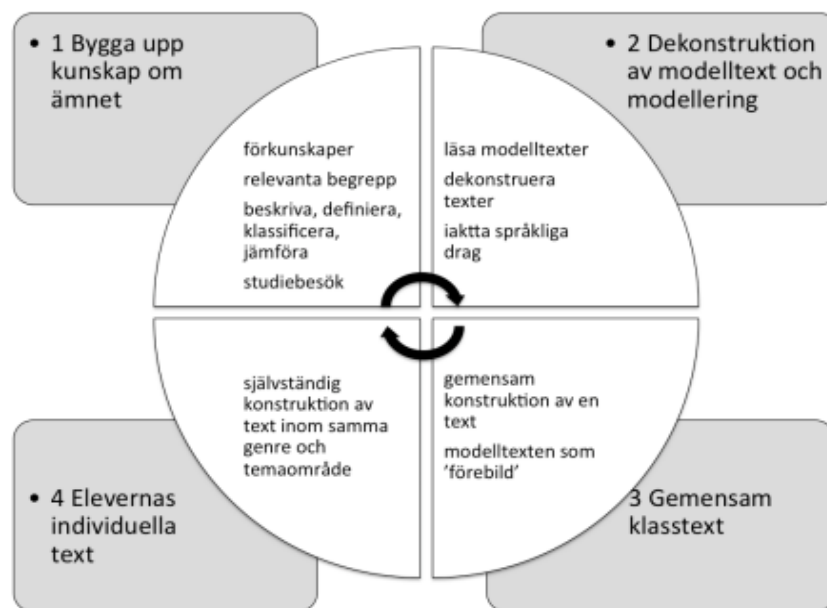 • 1 Bygga upp
kunskap om
ämnet
• 2 Dekonstruktion
av modelltext och
modellering
förkunskaper
relevanta begrepp
beskriva, definiera,
klassificera,
jämföra
studiebesök
läsa modelltexter
dekonstruera
texter
iaktta språkliga
drag
självständig
konstruktion av
text inom samma
genre och
temaområde
gemensam
konstruktion av en
text
modelltexten som
’förebild’
• 4 Elevernas
individuella
text
3 Gemensam
klasstext